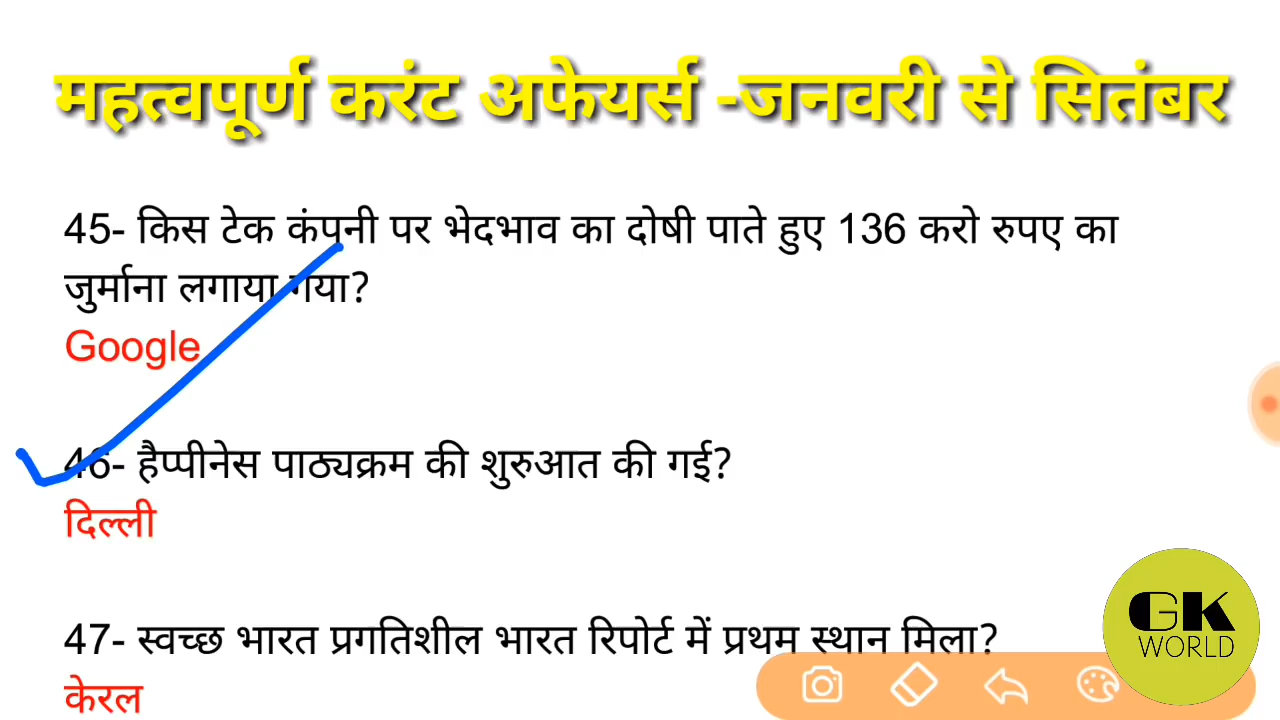 महत्वपूर्ण करंट अफेयर्स -जनवरी से सितंबर
45- किस टेक कंपनी पर भेदभाव का दोषी पाते हुए 136 करो रुपए का
जुर्माना लगाया गया?
Google
46- हैप्पीनेस पाठ्यक्रम की शुरुआत की गई?
दिल्ली
47- स्वच्छ भारत प्रगतिशील भारत रिपोर्ट में प्रथम स्थान मिला?
केरल
GK
WORLD